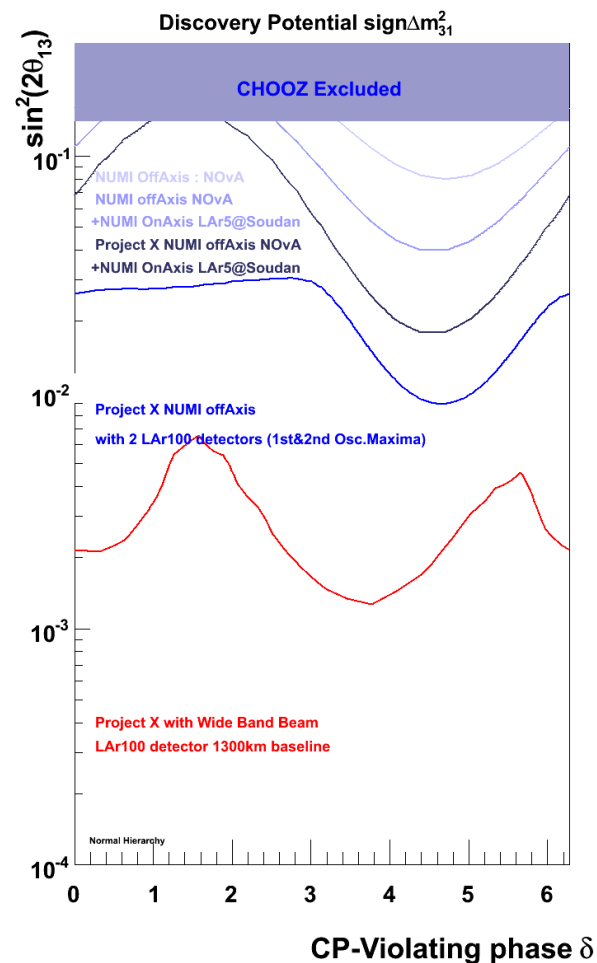 Discovery Potential signΔm²₃₁
sin²(2θ₁₃)
CHOOZ Excluded
10⁻¹
NUMI OffAxis : NOvA
NUMI offAxis NOvA
+NUMI OnAxis LAr5@Soudan
Project X NUMI offAxis NOvA
+NUMI OnAxis LAr5@Soudan
10⁻²
Project X NUMI offAxis
with 2 LAr100 detectors (1st&2nd Osc.Maxima)
10⁻³
Project X with Wide Band Beam
LAr100 detector 1300km baseline
Normal Hierarchy
10⁻⁴
0 1 2 3 4 5 6
CP-Violating phase δ